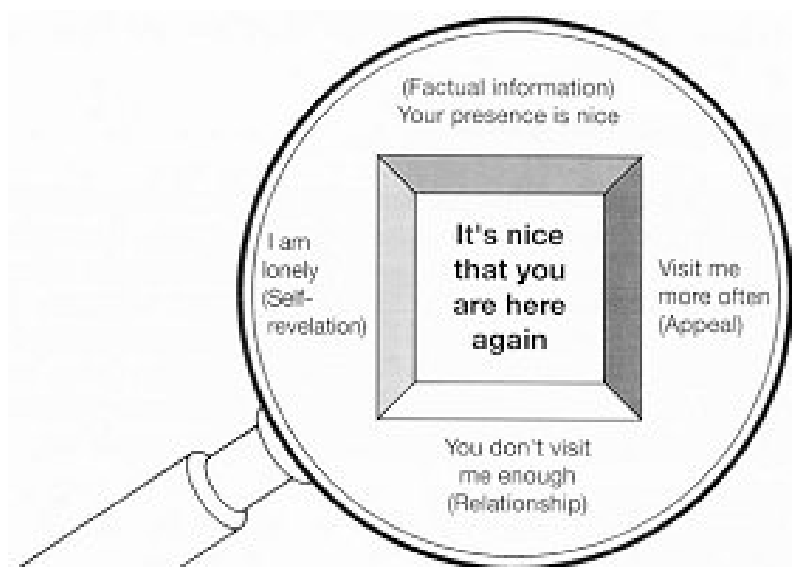 (Factual information)
Your presence is nice
I am
lonely
(Self-
revelation)
It's nice
that you
are here
again
Visit me
more often
(Appeal)
You don't visit
me enough
(Relationship)